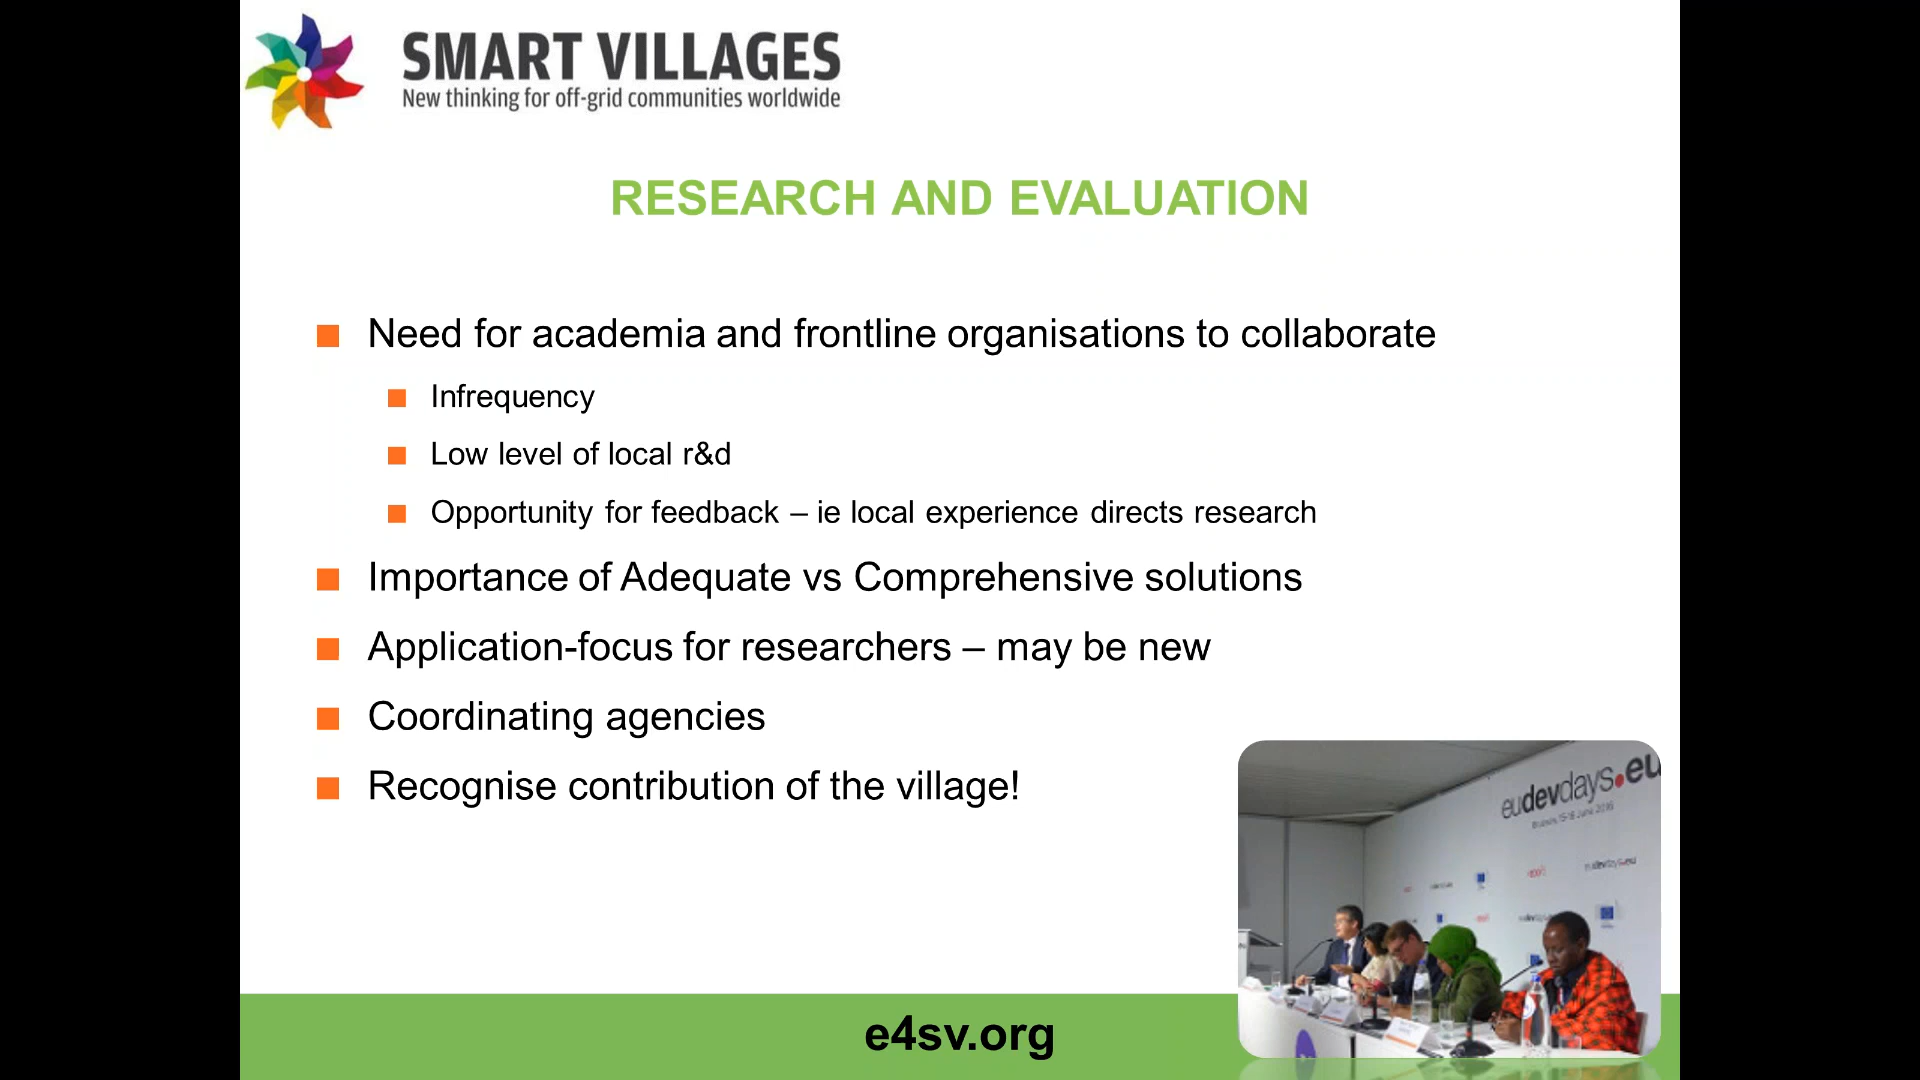 SMART VILLAGES
New thinking for off-grid communities worldwide
RESEARCH AND EVALUATION
Need for academia and frontline organisations to collaborate
Infrequency
Low level of local r&d
Opportunity for feedback – ie local experience directs research
Importance of Adequate vs Comprehensive solutions
Application-focus for researchers – may be new
Coordinating agencies
Recognise contribution of the village!
eudevdays.eu
e4sv.org